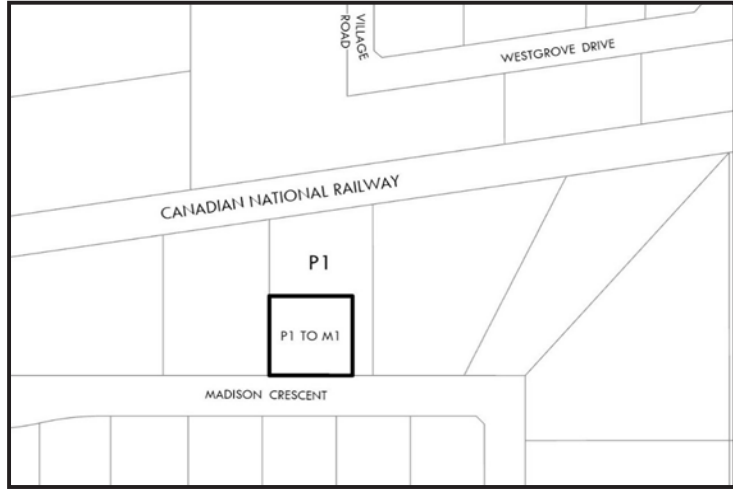 VILLAGE
ROAD
WESTGROVE DRIVE
CANADIAN NATIONAL RAILWAY
P1
P1 TO M1
MADISON CRESCENT